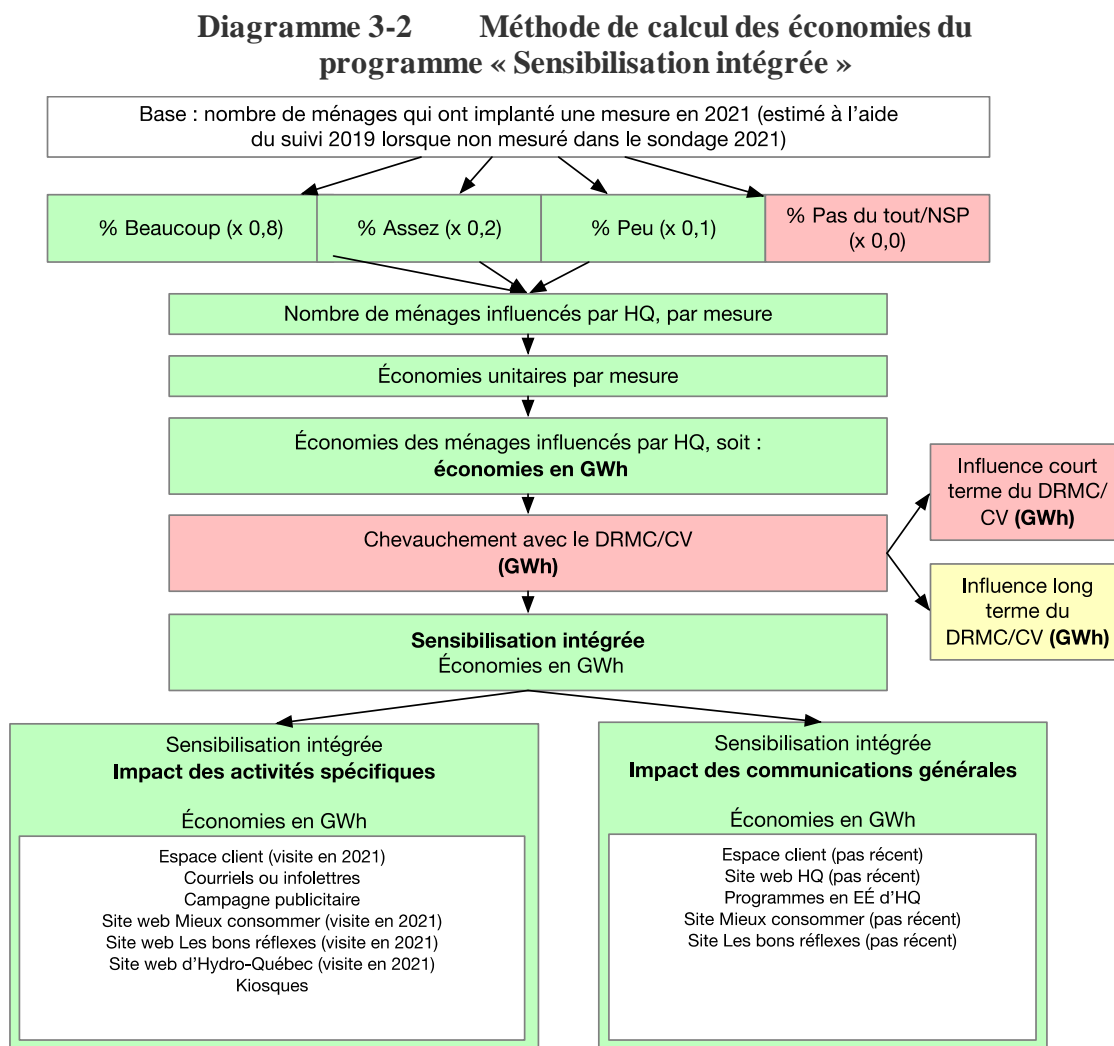 Diagramme 3-2 Méthode de calcul des économies du
programme « Sensibilisation intégrée »
Base : nombre de ménages qui ont implanté une mesure en 2021 (estimé à l'aide
du suivi 2019 lorsque non mesuré dans le sondage 2021)
% Beaucoup (x 0,8)
% Assez (x 0,2)
% Peu (x 0,1)
% Pas du tout/NSP
(x 0,0)
Nombre de ménages influencés par HQ, par mesure
Économies unitaires par mesure
Économies des ménages influencés par HQ, soit :
économies en GWh
Influence court
terme du DRMC/
CV (GWh)
Chevauchement avec le DRMC/CV
(GWh)
Influence long
terme du
DRMC/CV (GWh)
Sensibilisation intégrée
Économies en GWh
Sensibilisation intégrée
Impact des activités spécifiques
Économies en GWh
Espace client (visite en 2021)
Courriels ou infolettres
Campagne publicitaire
Site web Mieux consommer (visite en 2021)
Site web Les bons réflexes (visite en 2021)
Site web d'Hydro-Québec (visite en 2021)
Kiosques
Sensibilisation intégrée
Impact des communications générales
Économies en GWh
Espace client (pas récent)
Site web HQ (pas récent)
Programmes en EÉ d'HQ
Site Mieux consommer (pas récent)
Site Les bons réflexes (pas récent)